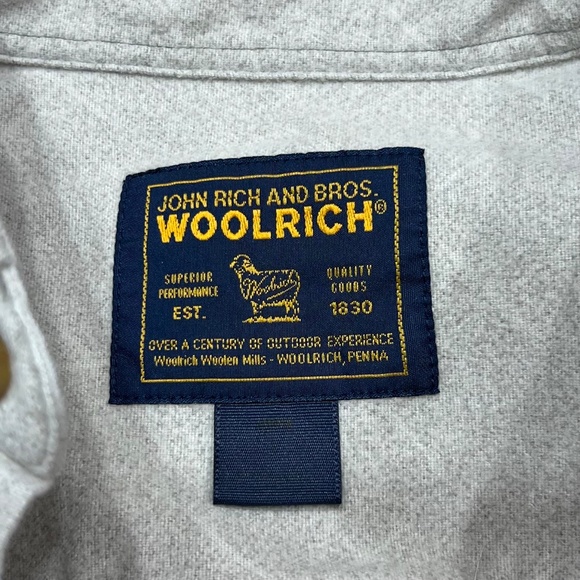 JOHN RICH AND BROS.
WOOLRICH®
SUPERIOR
PERFORMANCE
EST.
Woolrich
QUALITY
GOODS
1830
OVER A CENTURY OF OUTDOOR EXPERIENCE
Woolrich Woolen Mills - WOOLRICH, PENNA